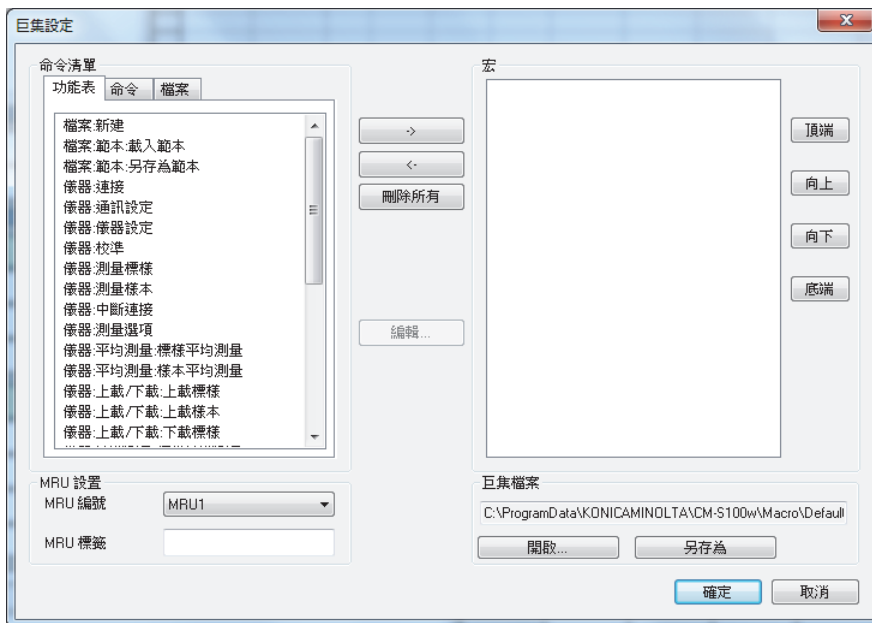 巨集設定
命令清單
功能表 命令 檔案
檔案:新建
檔案:範本:載入範本
檔案:範本:另存為範本
儀器:連接
儀器:通訊設定
儀器:儀器設定
儀器:校準
儀器:測量標樣
儀器:測量樣本
儀器:中斷連接
儀器:測量選項
儀器:平均測量:標樣平均測量
儀器:平均測量:樣本平均測量
儀器:上載/下載:上載標樣
儀器:上載/下載:上載樣本
儀器:上載/下載:下載標樣
->
<-
刪除所有
編輯...
宏
頂端
向上
向下
底端
MRU 設置
MRU 編號 MRU1
MRU 標籤
巨集檔案
C:\ProgramData\KONICAMINOLTA\CM-S100w\Macro\Defaul
開啟... 另存為
確定 取消